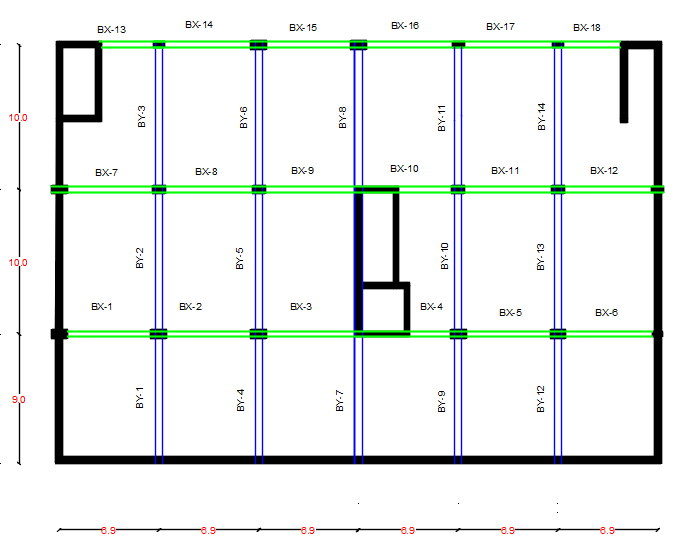 BX-13
BX-14
BX-15
BX-16
BX-17
BX-18
10.0
BY-3
BY-6
BY-8
BY-11
BY-14
BX-7
BX-8
BX-9
BX-10
BX-11
BX-12
10.0
BY-2
BY-5
BY-10
BY-13
BX-1
BX-2
BX-3
BX-4
BX-5
BX-6
9.0
BY-1
BY-4
BY-7
BY-9
BY-12
6.9
6.9
6.9
6.9
6.9
6.9